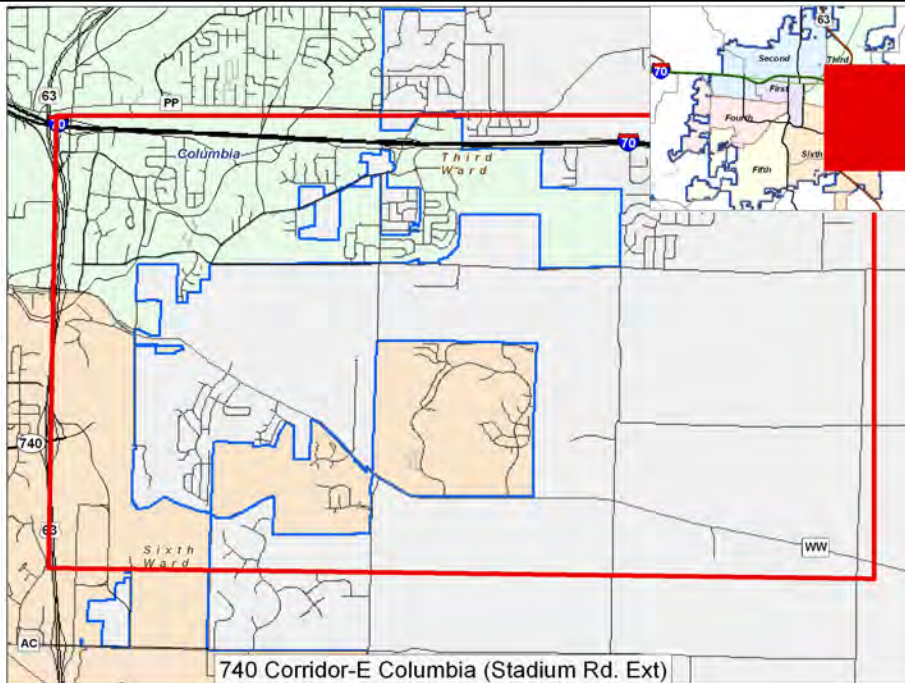 63
PP
70
Columbia
Third
Ward
70
63
Second
Third
70
First
Fourth
Sixth
Fifth
740
63
Sixth
Ward
WW
AC
740 Corridor-E Columbia (Stadium Rd. Ext)